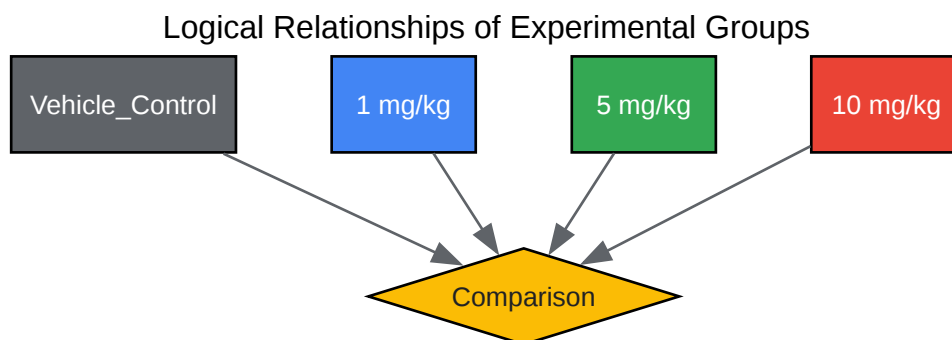 Logical Relationships of Experimental Groups
Vehicle_Control
1 mg/kg
5 mg/kg
10 mg/kg
Comparison